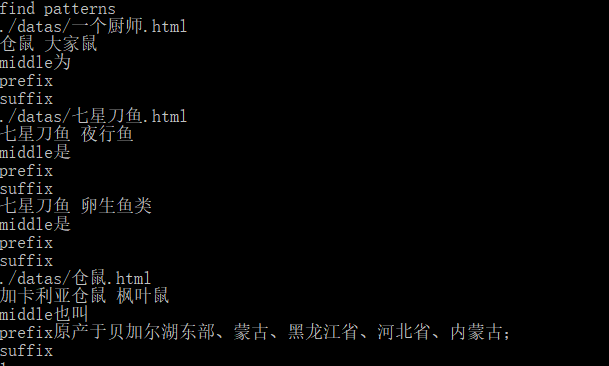 find patterns
./datas/一个厨师.html
仓鼠 大家鼠
middle为
prefix
suffix
./datas/七星刀鱼.html
七星刀鱼 夜行鱼
middle是
prefix
suffix
七星刀鱼 卵生鱼类
middle是
prefix
suffix
./datas/仓鼠.html
加卡利亚仓鼠 枫叶鼠
middle也叫
prefix原产于贝加尔湖东部、蒙古、黑龙江省、河北省、内蒙古；
suffix